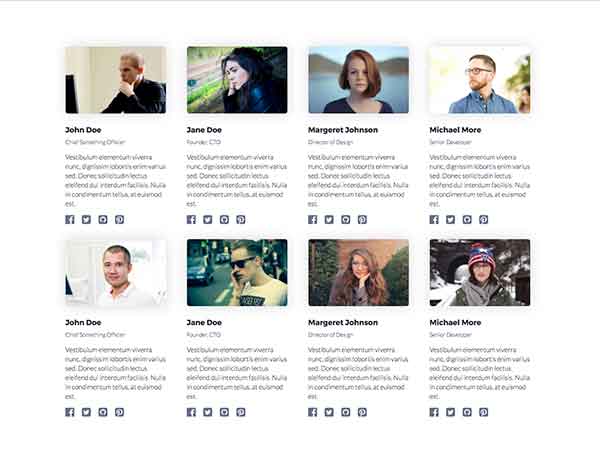 John Doe
Chief Something Officer
Vestibulum elementum viverra
nunc, dignissim lobortis enim varius
sed. Donec sollicitudin lectus
eleifend dui interdum facilisis. Nulla
in condimentum tellus, at euismod
est.
Jane Doe
Founder, CTO
Vestibulum elementum viverra
nunc, dignissim lobortis enim varius
sed. Donec sollicitudin lectus
eleifend dui interdum facilisis. Nulla
in condimentum tellus, at euismod
est.
Margeret Johnson
Director of Design
Vestibulum elementum viverra
nunc, dignissim lobortis enim varius
sed. Donec sollicitudin lectus
eleifend dui interdum facilisis. Nulla
in condimentum tellus, at euismod
est.
Michael More
Senior Developer
Vestibulum elementum viverra
nunc, dignissim lobortis enim varius
sed. Donec sollicitudin lectus
eleifend dui interdum facilisis. Nulla
in condimentum tellus, at euismod
est.
John Doe
Chief Something Officer
Vestibulum elementum viverra
nunc, dignissim lobortis enim varius
sed. Donec sollicitudin lectus
eleifend dui interdum facilisis. Nulla
in condimentum tellus, at euismod
est.
Jane Doe
Founder, CTO
Vestibulum elementum viverra
nunc, dignissim lobortis enim varius
sed. Donec sollicitudin lectus
eleifend dui interdum facilisis. Nulla
in condimentum tellus, at euismod
est.
Margeret Johnson
Director of Design
Vestibulum elementum viverra
nunc, dignissim lobortis enim varius
sed. Donec sollicitudin lectus
eleifend dui interdum facilisis. Nulla
in condimentum tellus, at euismod
est.
Michael More
Senior Developer
Vestibulum elementum viverra
nunc, dignissim lobortis enim varius
sed. Donec sollicitudin lectus
eleifend dui interdum facilisis. Nulla
in condimentum tellus, at euismod
est.